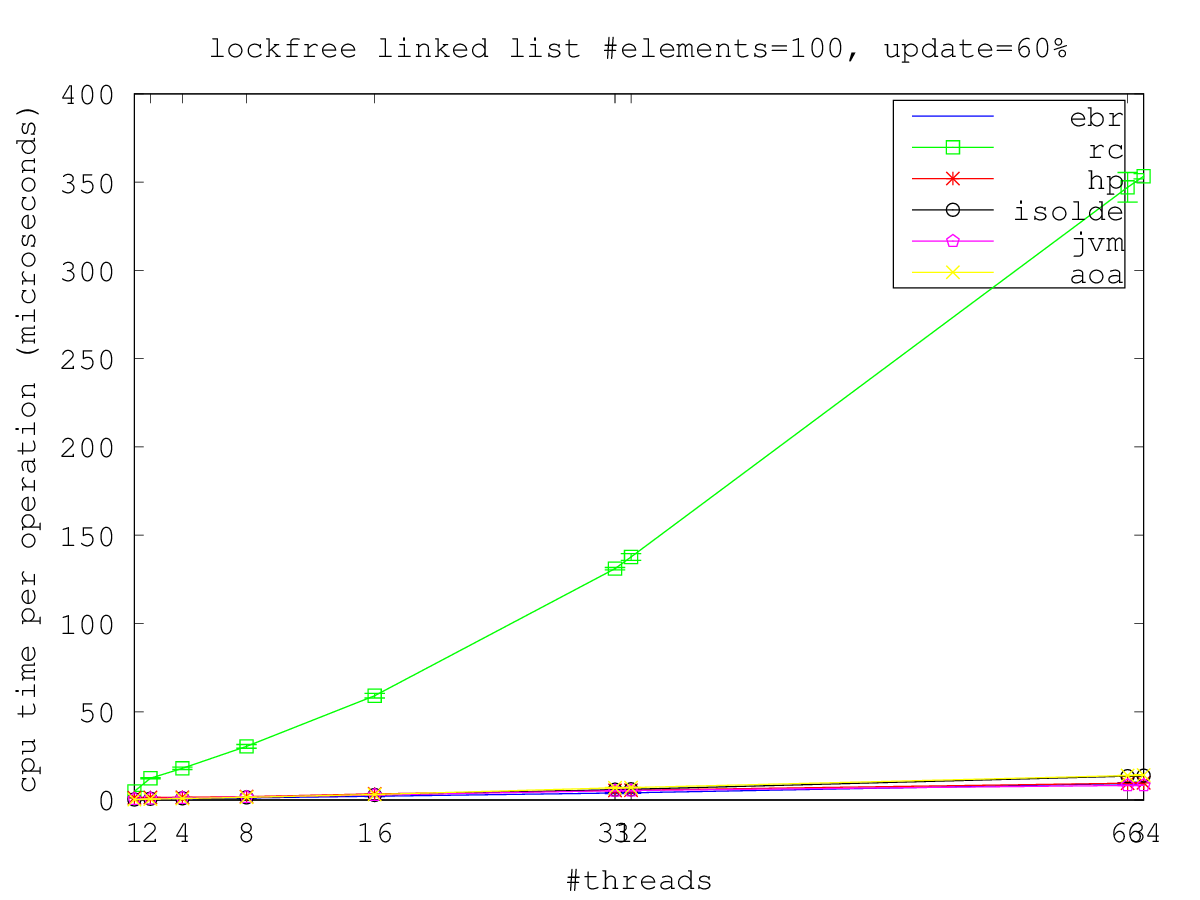 lockfree linked list #elements=100, update=60%
400
350
300
250
200
150
100
50
0
cpu time per operation (microseconds)
ebr
rc
hp
isolde
jvm
aoa
1 2 4 8 16 31 32 63 64
#threads